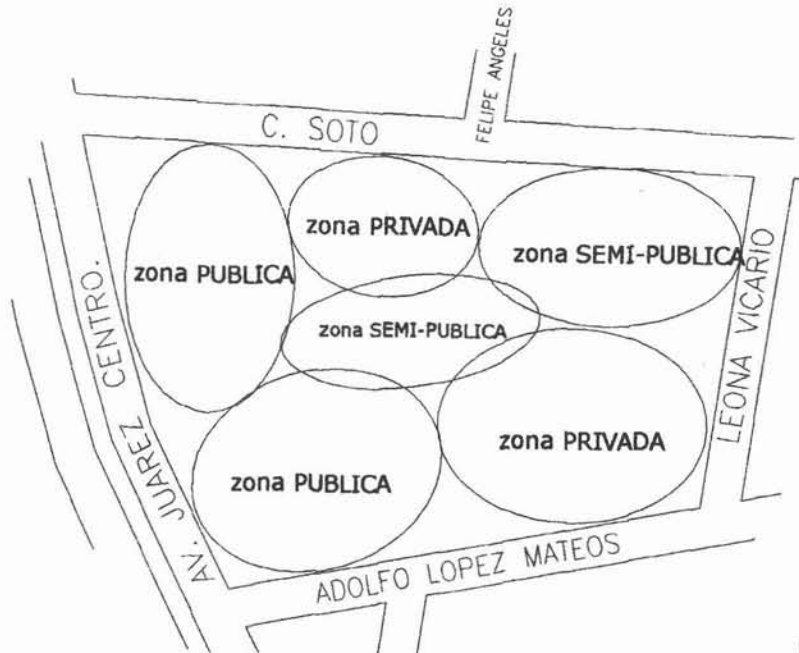 FELIPE ANGELES
C. SOTO
zona PRIVADA
zona SEMI-PUBLICA
zona PUBLICA
zona SEMI-PUBLICA
LEONA VICARIO
AV. JUAREZ CENTRO.
zona PRIVADA
zona PUBLICA
ADOLFO LOPEZ MATEOS